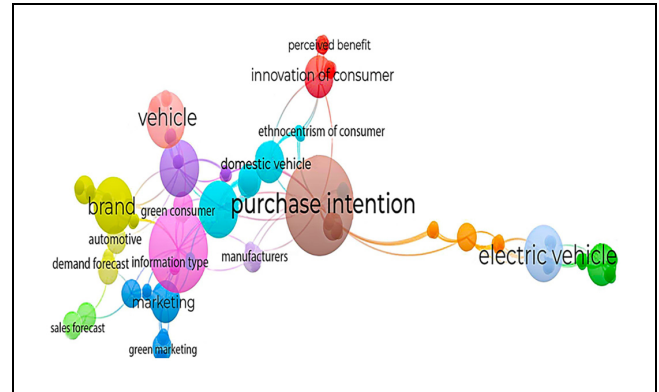 perceived benefit
innovation of consumer
vehicle
ethnocentrism of consumer
domestic vehicle
brand
green consumer
purchase intention
automotive
demand forecast
information type
manufacturers
electric vehicle
marketing
sales forecast
green marketing